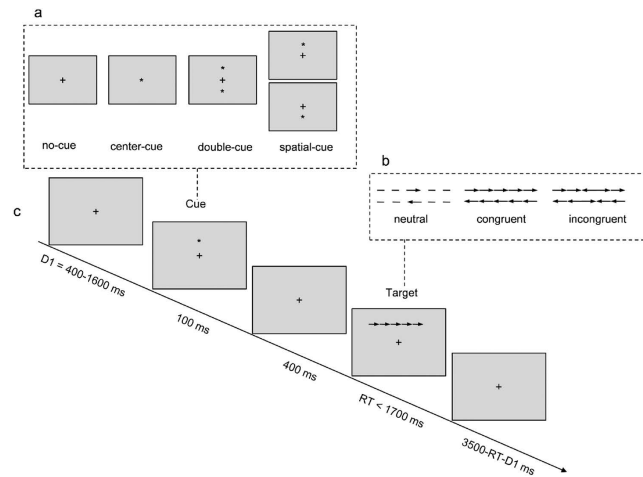 a
no-cue center-cue double-cue spatial-cue
b
neutral congruent incongruent
c
Cue
Target
D1 = 400-1600 ms
100 ms
400 ms
RT < 1700 ms
3500-RT-D1 ms